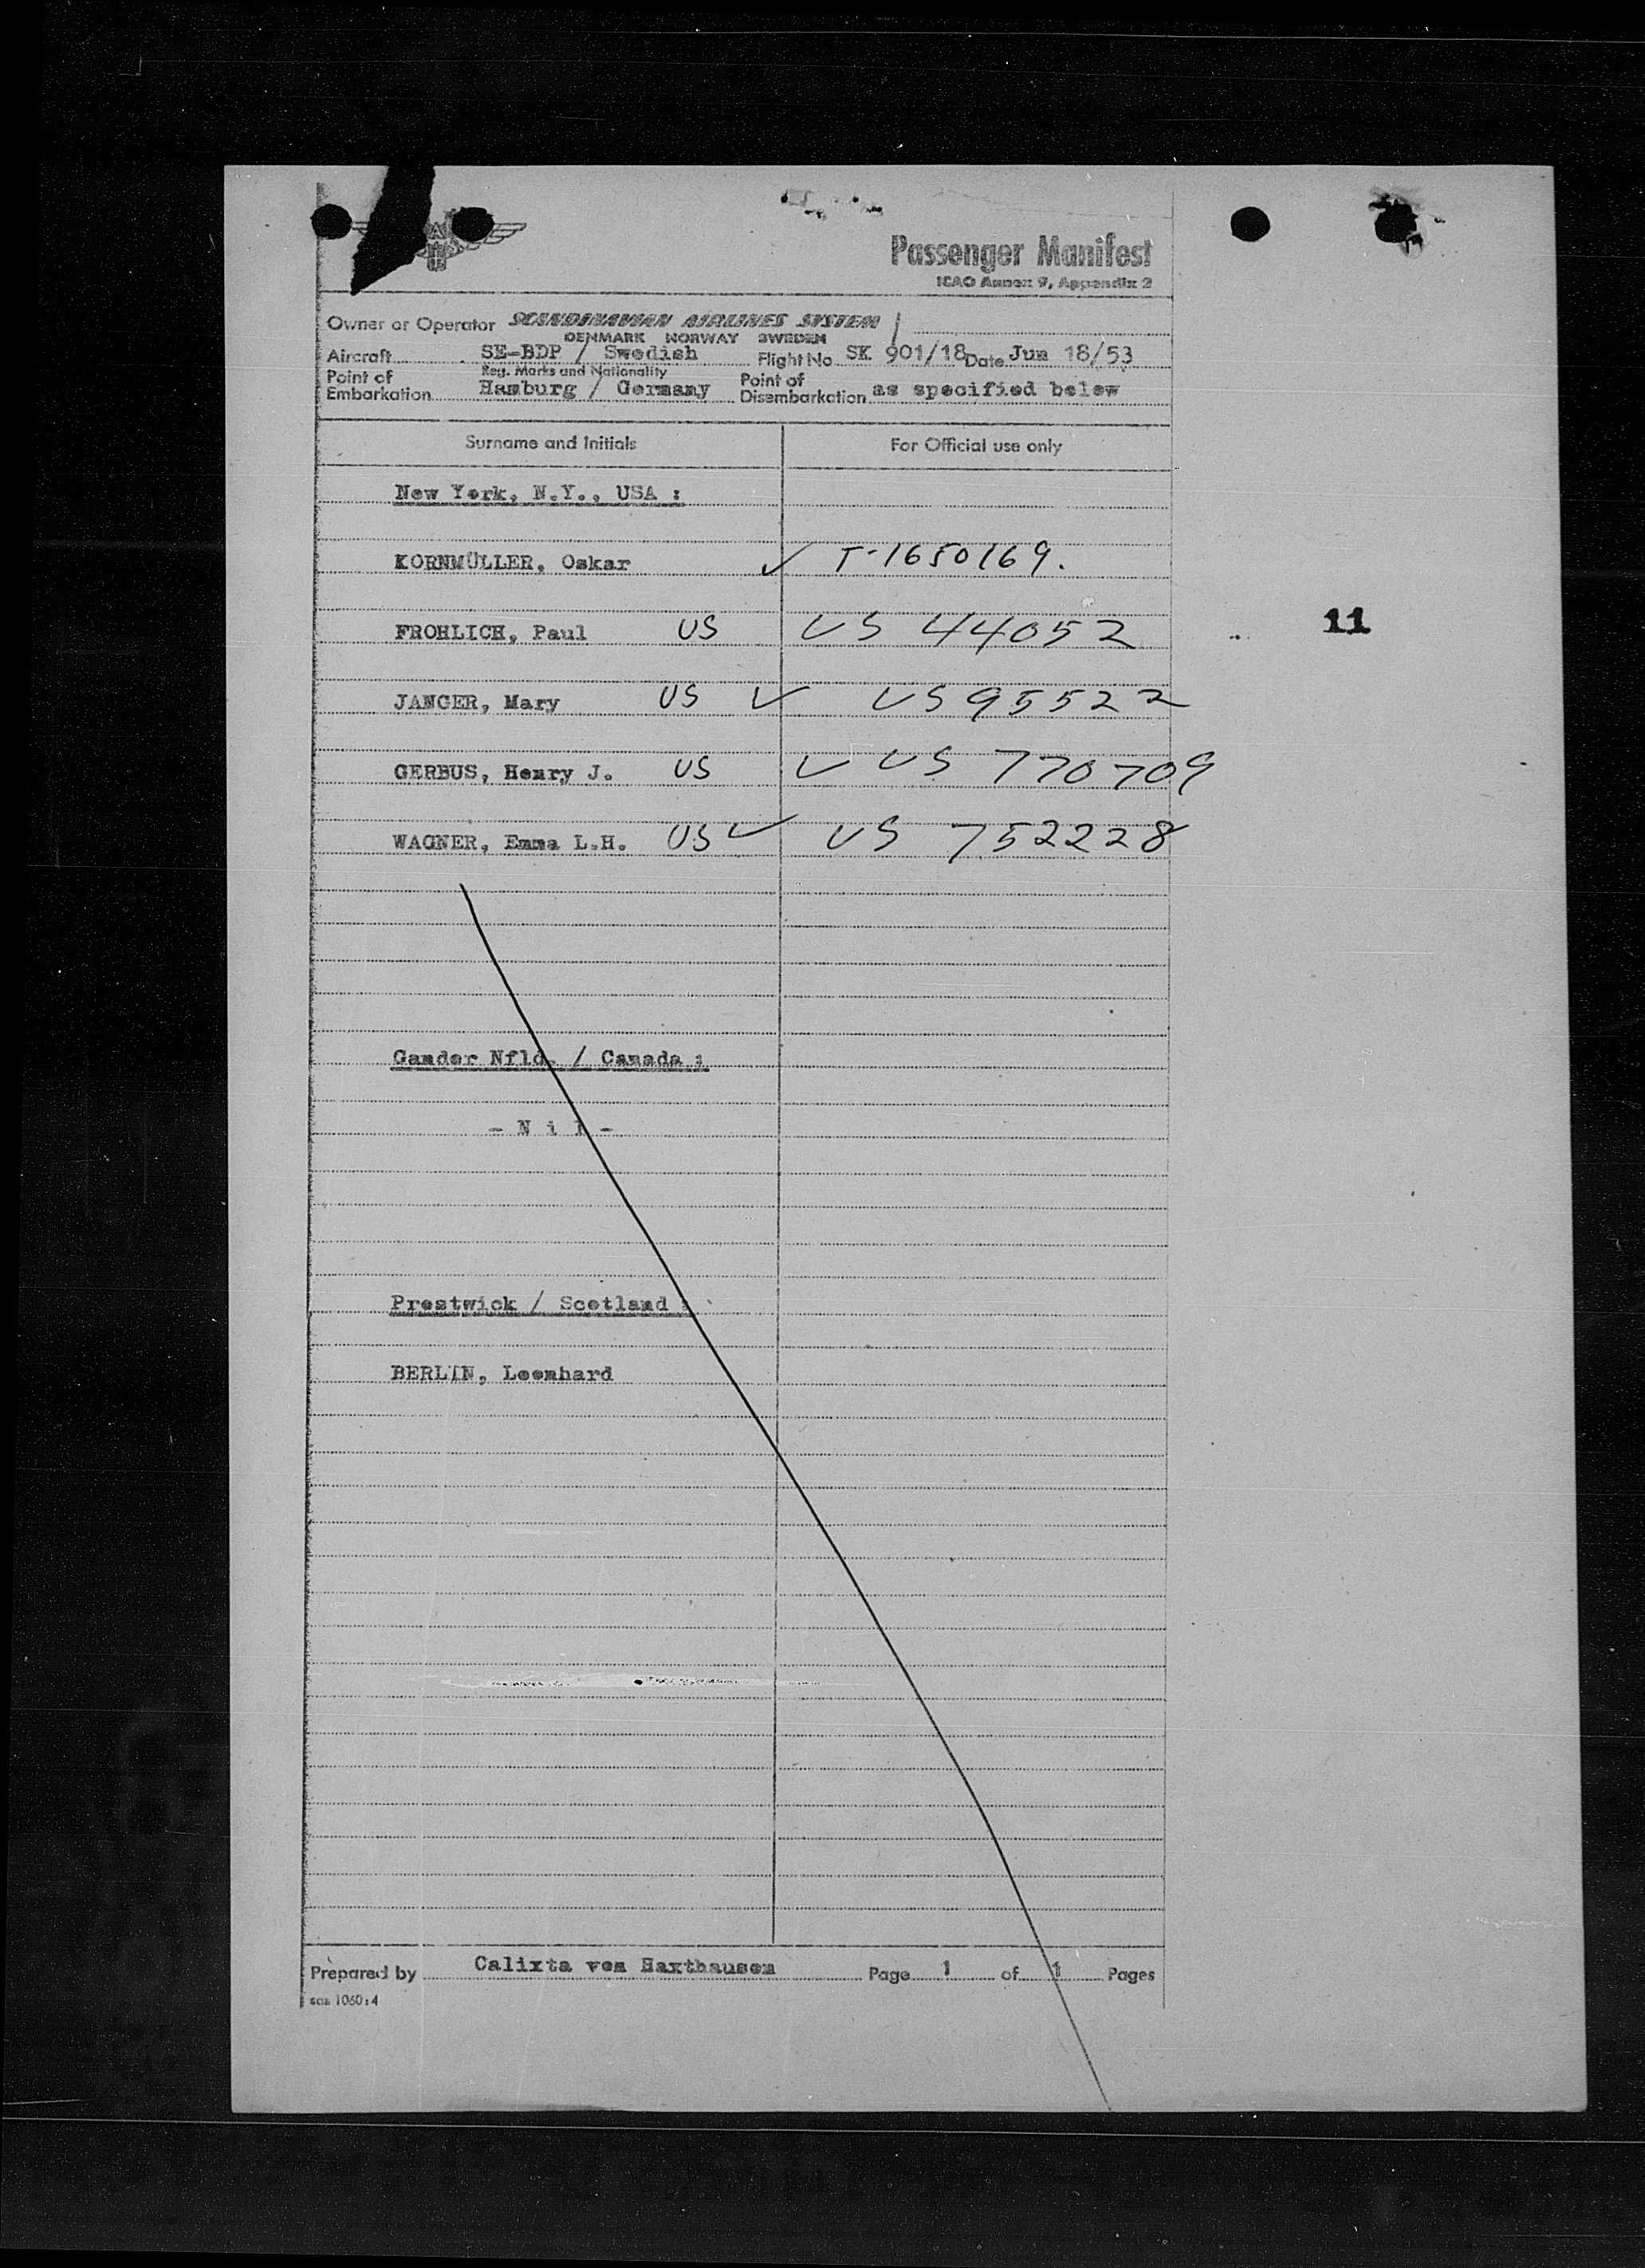 Passenger Manifest
ICAO Annex 9, Appendix 2
Owner or Operator SCANDINAVIAN AIRLINES SYSTEM
DENMARK NORWAY SWEDEN
Aircraft SE-BDP / Swedish Flight No. SK 901/18 Date Jun 18/53
Reg. Marks and Nationality
Point of Embarkation Hamburg / Germany Point of Disembarkation as specified below
Surname and Initials For Official use only
New York, N.Y., USA :
KORNMÜLLER, Oskar ✓ T-1650169.
FROHLICH, Paul US US 44052
11
JANGER, Mary US ✓ US 95522
GERBUS, Henry J. US ✓ US 770709
WAGNER, Emma L.H. US ✓ US 752228
Gander Nfld. / Canada :
- N i l -
Prestwick / Scotland :
BERLIN, Leonhard
Prepared by Calixta von Haxthausen Page 1 of 1 Pages
sas 1060:4